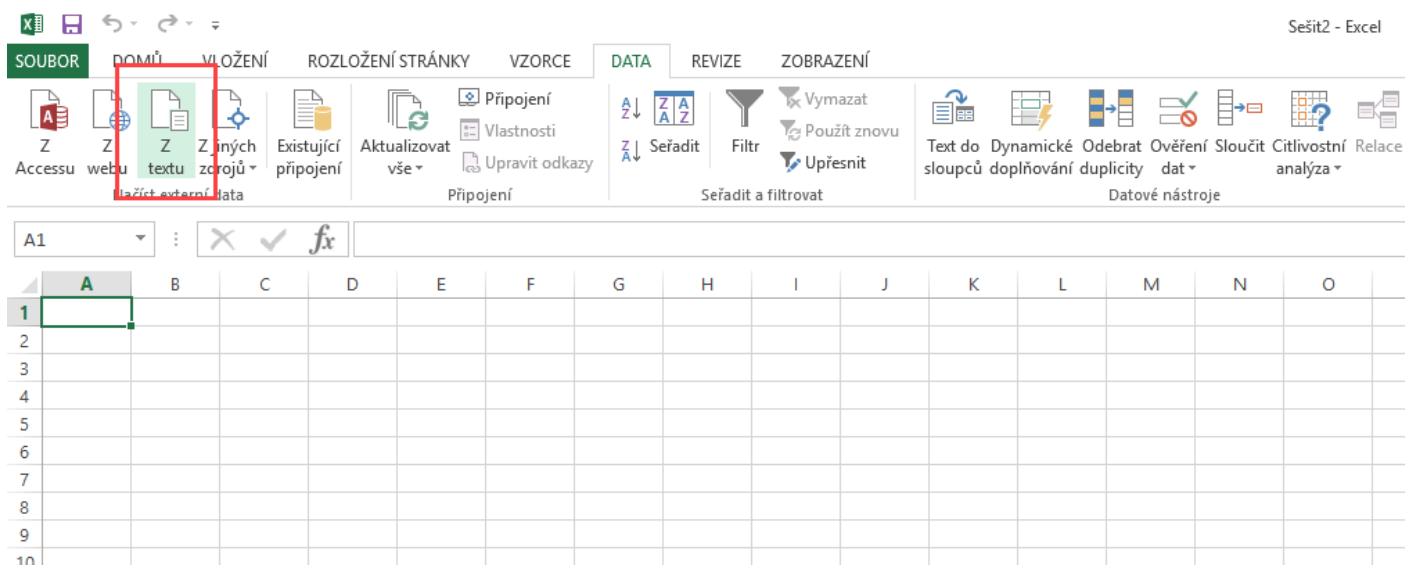 Sešit2 - Excel
SOUBOR DOMŮ VLOŽENÍ ROZLOŽENÍ STRÁNKY VZORCE DATA REVIZE ZOBRAZENÍ
Z Accessu
Z webu
Z textu
Z jiných zdrojů
Existující připojení
Načíst externí data
Aktualizovat vše
Připojení
Vlastnosti
Upravit odkazy
Připojení
Seřadit
Filtr
Vymazat
Použít znovu
Upřesnit
Seřadit a filtrovat
Text do sloupců
Dynamické doplňování
Odebrat duplicity
Ověření dat
Sloučit
Citlivostní analýza
Relace
Datové nástroje
A1
fx
A B C D E F G H I J K L M N O
1
2
3
4
5
6
7
8
9
10